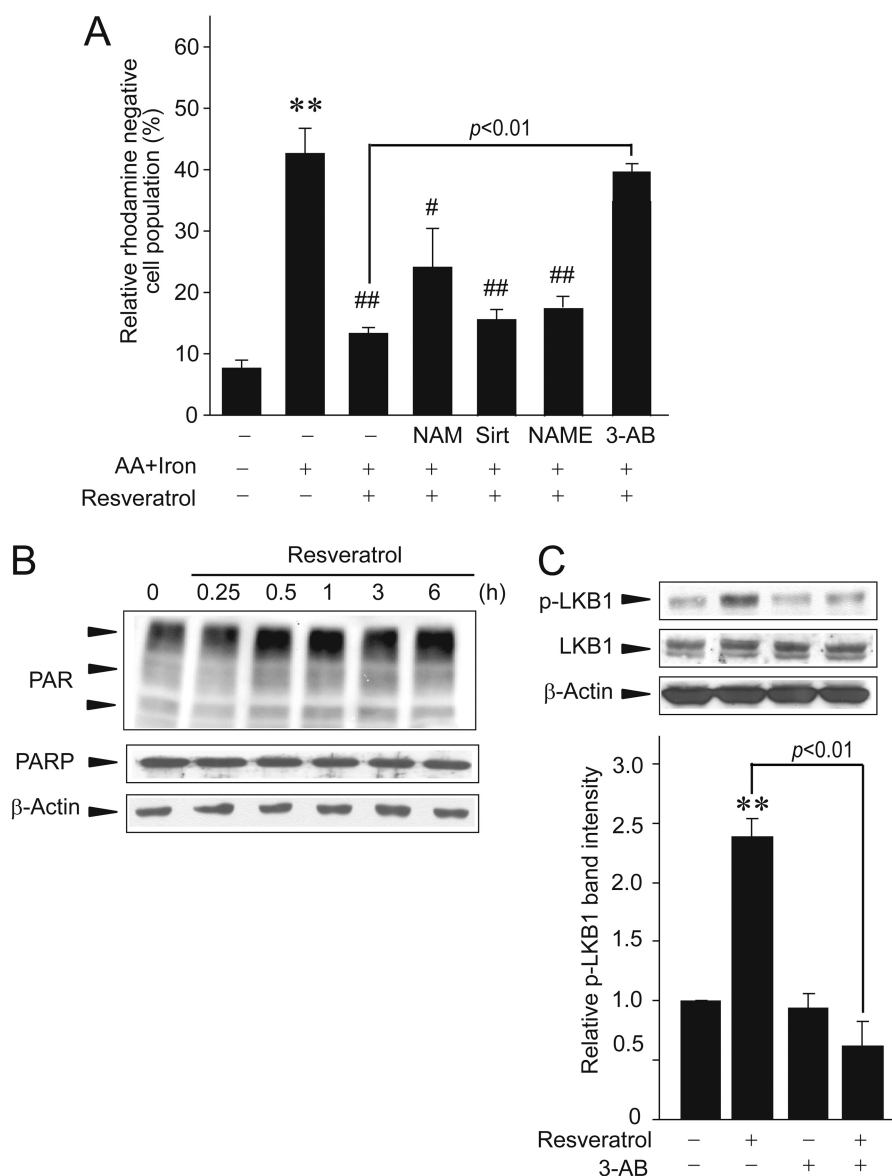 A
Relative rhodamine negative
cell population (%)
60
50
40
30
20
10
0
**
##
#
##
##
p<0.01
– – – NAM Sirt NAME 3-AB
AA+Iron – + + + + + +
Resveratrol – – + + + + +
B
Resveratrol
0 0.25 0.5 1 3 6 (h)
PAR
PARP
β-Actin
C
p-LKB1
LKB1
β-Actin
Relative p-LKB1 band intensity
3.0
2.5
2.0
1.5
1.0
0.5
0
**
p<0.01
Resveratrol – + – +
3-AB – – + +